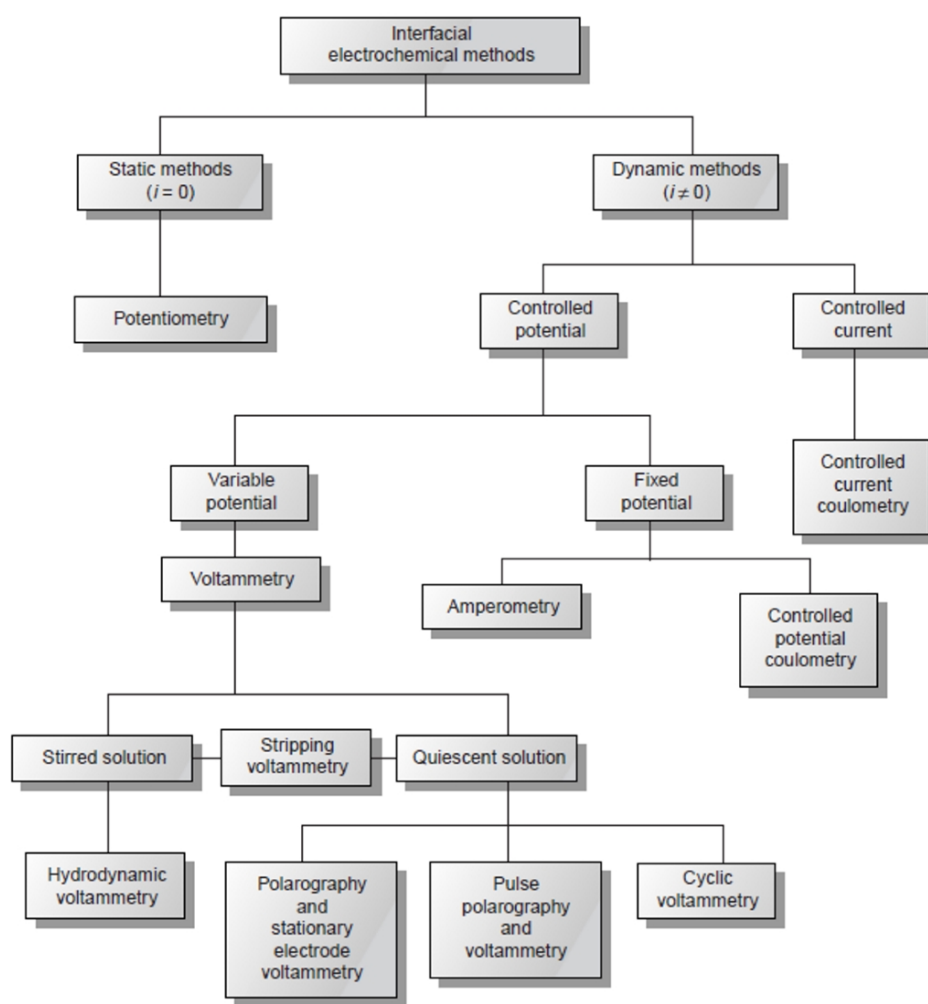 Interfacial
electrochemical methods
Static methods
(i = 0)
Dynamic methods
(i ≠ 0)
Potentiometry
Controlled
potential
Controlled
current
Variable
potential
Fixed
potential
Controlled
current
coulometry
Voltammetry
Amperometry
Controlled
potential
coulometry
Stirred solution
Stripping
voltammetry
Quiescent solution
Hydrodynamic
voltammetry
Polarography
and
stationary
electrode
voltammetry
Pulse
polarography
and
voltammetry
Cyclic
voltammetry